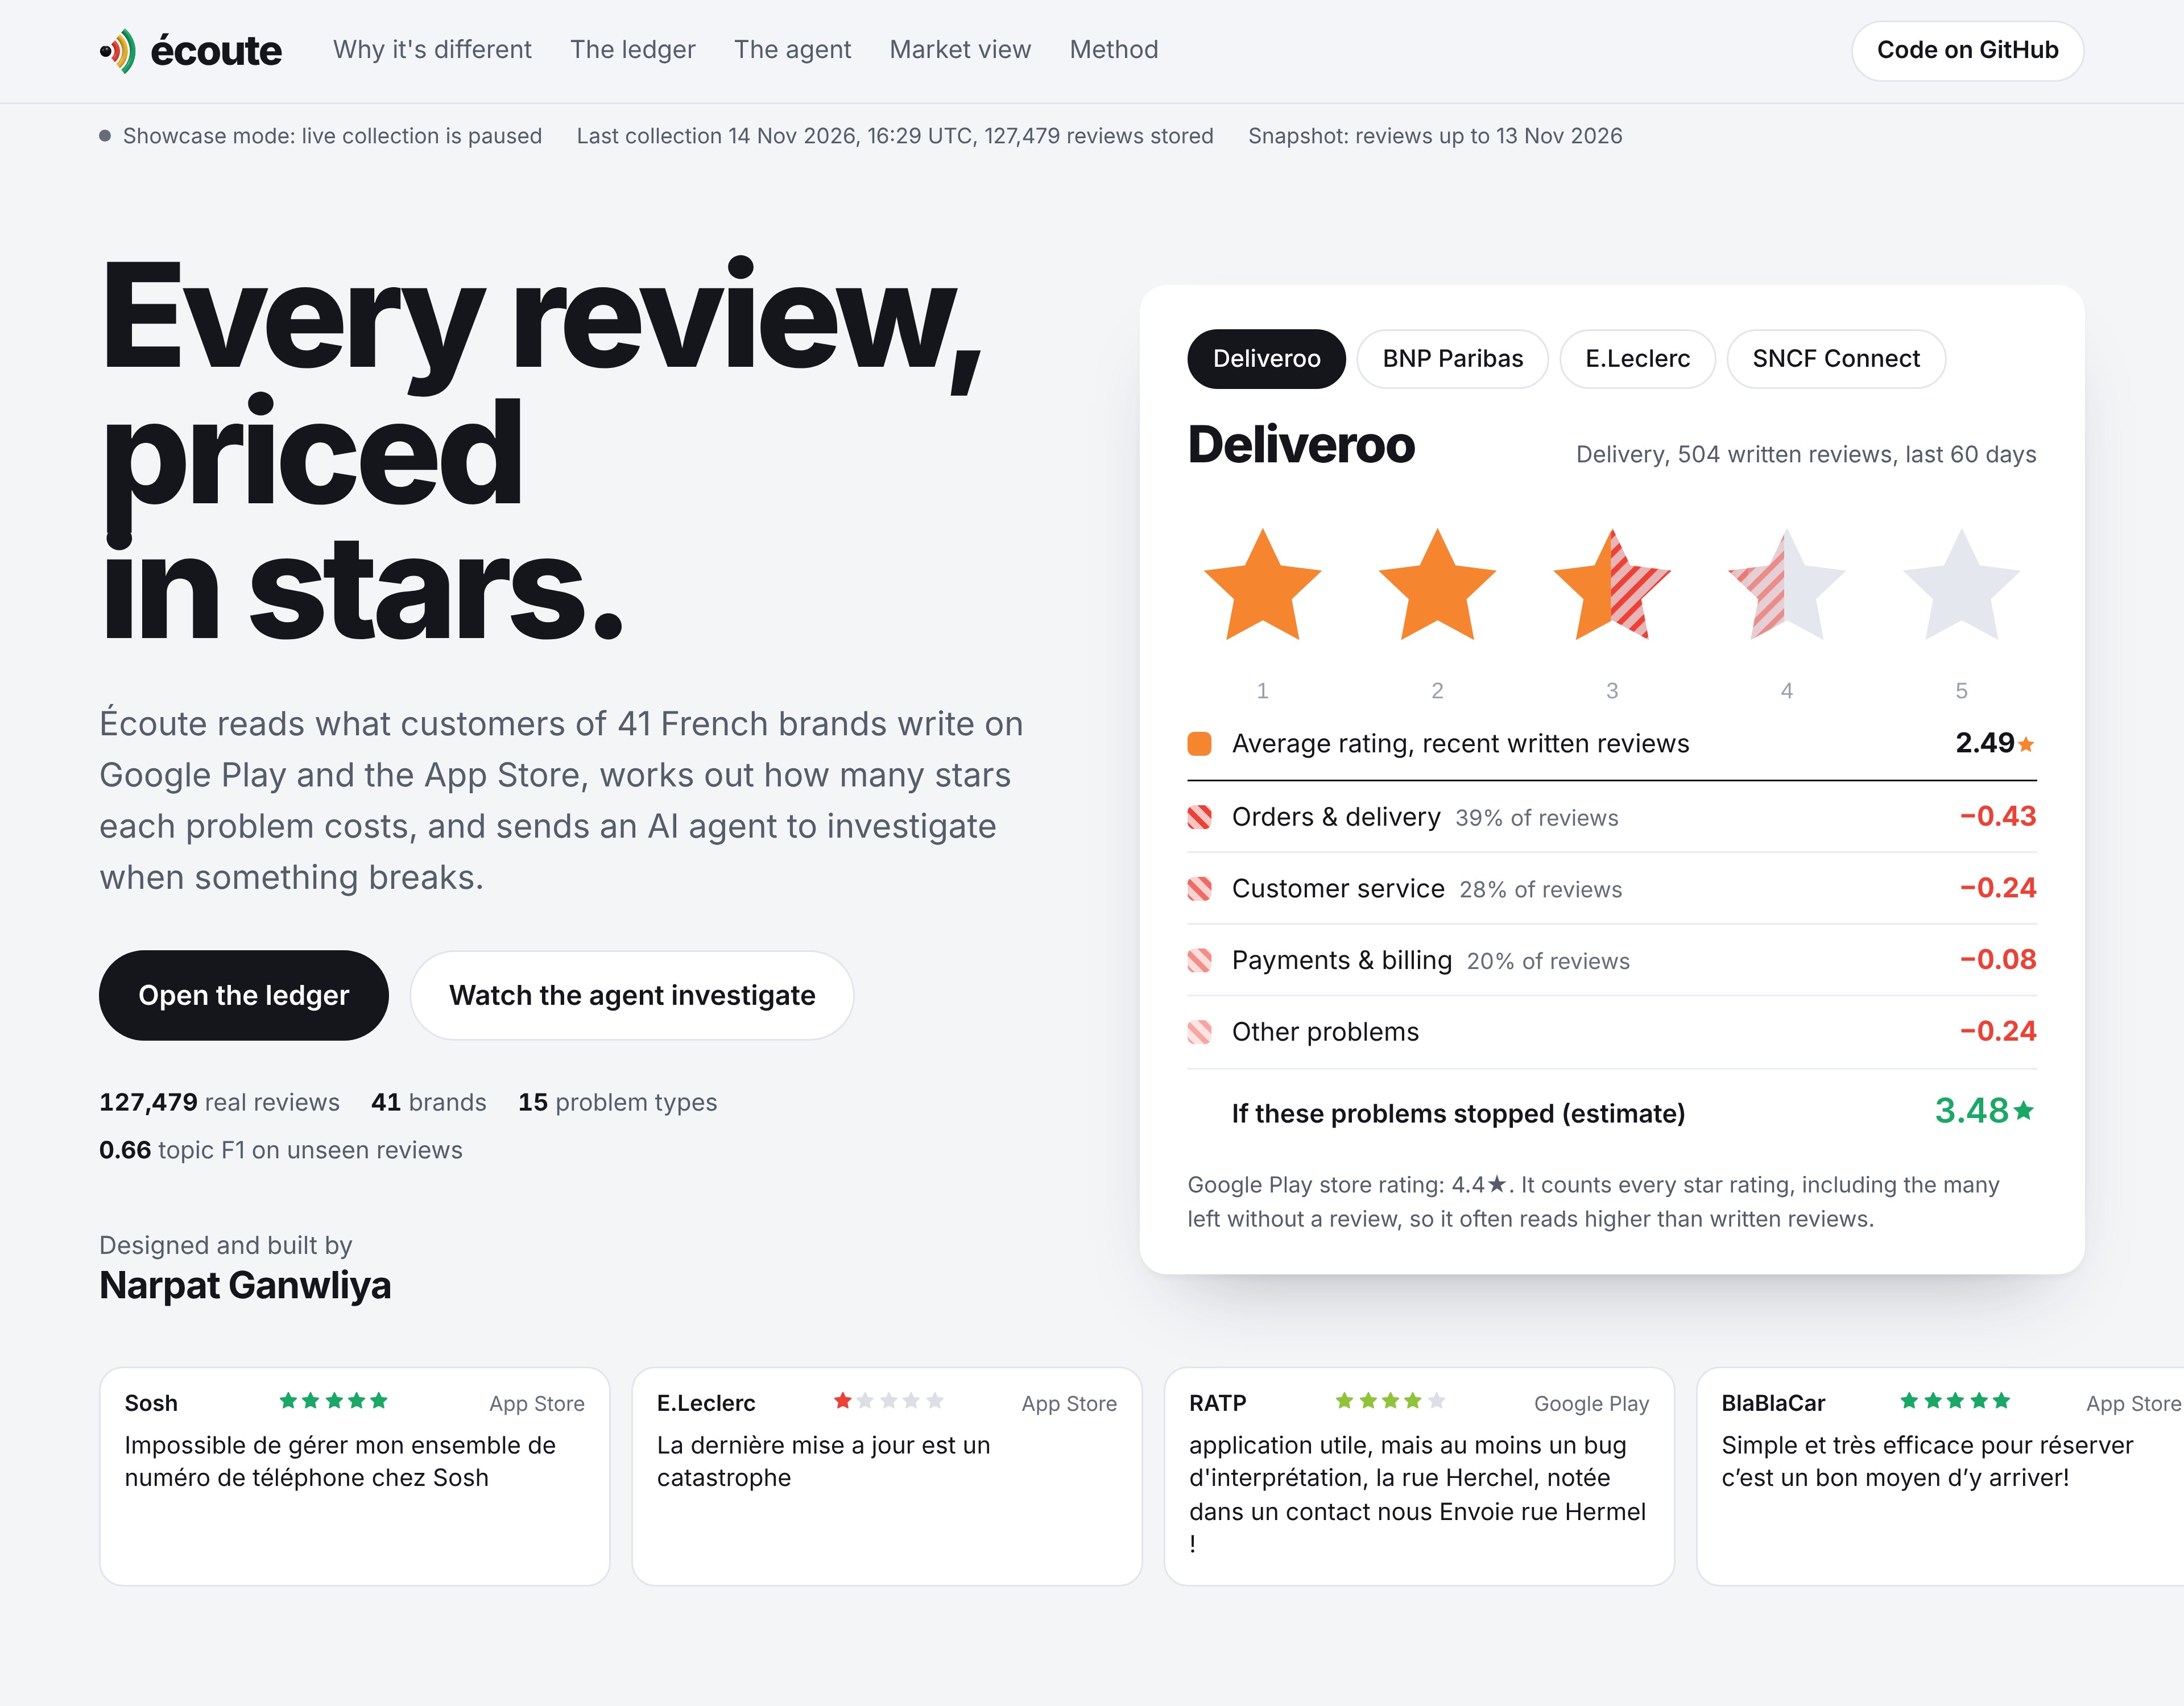 écoute
Why it's different
The ledger
The agent
Market view
Method
Code on GitHub
Showcase mode: live collection is paused
Last collection 14 Nov 2026, 16:29 UTC, 127,479 reviews stored
Snapshot: reviews up to 13 Nov 2026
Every review,
priced
in stars.
Écoute reads what customers of 41 French brands write on
Google Play and the App Store, works out how many stars
each problem costs, and sends an AI agent to investigate
when something breaks.
Open the ledger
Watch the agent investigate
127,479 real reviews
41 brands
15 problem types
0.66 topic F1 on unseen reviews
Designed and built by
Narpat Ganwliya
Deliveroo
BNP Paribas
E.Leclerc
SNCF Connect
Deliveroo
Delivery, 504 written reviews, last 60 days
1
2
3
4
5
Average rating, recent written reviews
2.49★
Orders & delivery 39% of reviews
−0.43
Customer service 28% of reviews
−0.24
Payments & billing 20% of reviews
−0.08
Other problems
−0.24
If these problems stopped (estimate)
3.48★
Google Play store rating: 4.4★. It counts every star rating, including the many
left without a review, so it often reads higher than written reviews.
Sosh
App Store
Impossible de gérer mon ensemble de
numéro de téléphone chez Sosh
E.Leclerc
App Store
La dernière mise a jour est un
catastrophe
RATP
Google Play
application utile, mais au moins un bug
d'interprétation, la rue Herchel, notée
dans un contact nous Envoie rue Hermel
!
BlaBlaCar
App Store
Simple et très efficace pour réserver
c’est un bon moyen d’y arriver!